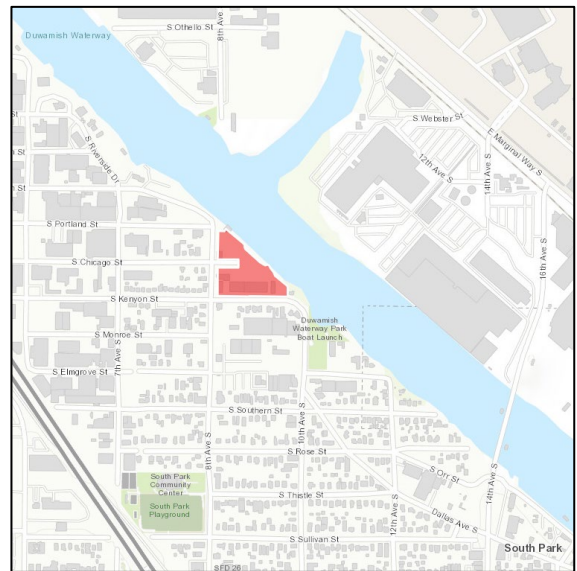 S Othello St
8th Ave S
Duwamish Waterway
S Webster St
E Marginal Way S
12th Ave S
14th Ave S
16th Ave S
St
S Riverside Dr
St
S Portland St
S Chicago St
S Kenyon St
Duwamish
Waterway Park
Boat Launch
S Monroe St
7th Ave S
S Elmgrove St
S Southern St
8th Ave S
10th Ave S
S Rose St
South Park
Community
Center
S Orr St
14th Ave S
S Thistle St
12th Ave S
South Park
Playground
Dallas Ave S
S Sullivan St
South Park
SFD 26